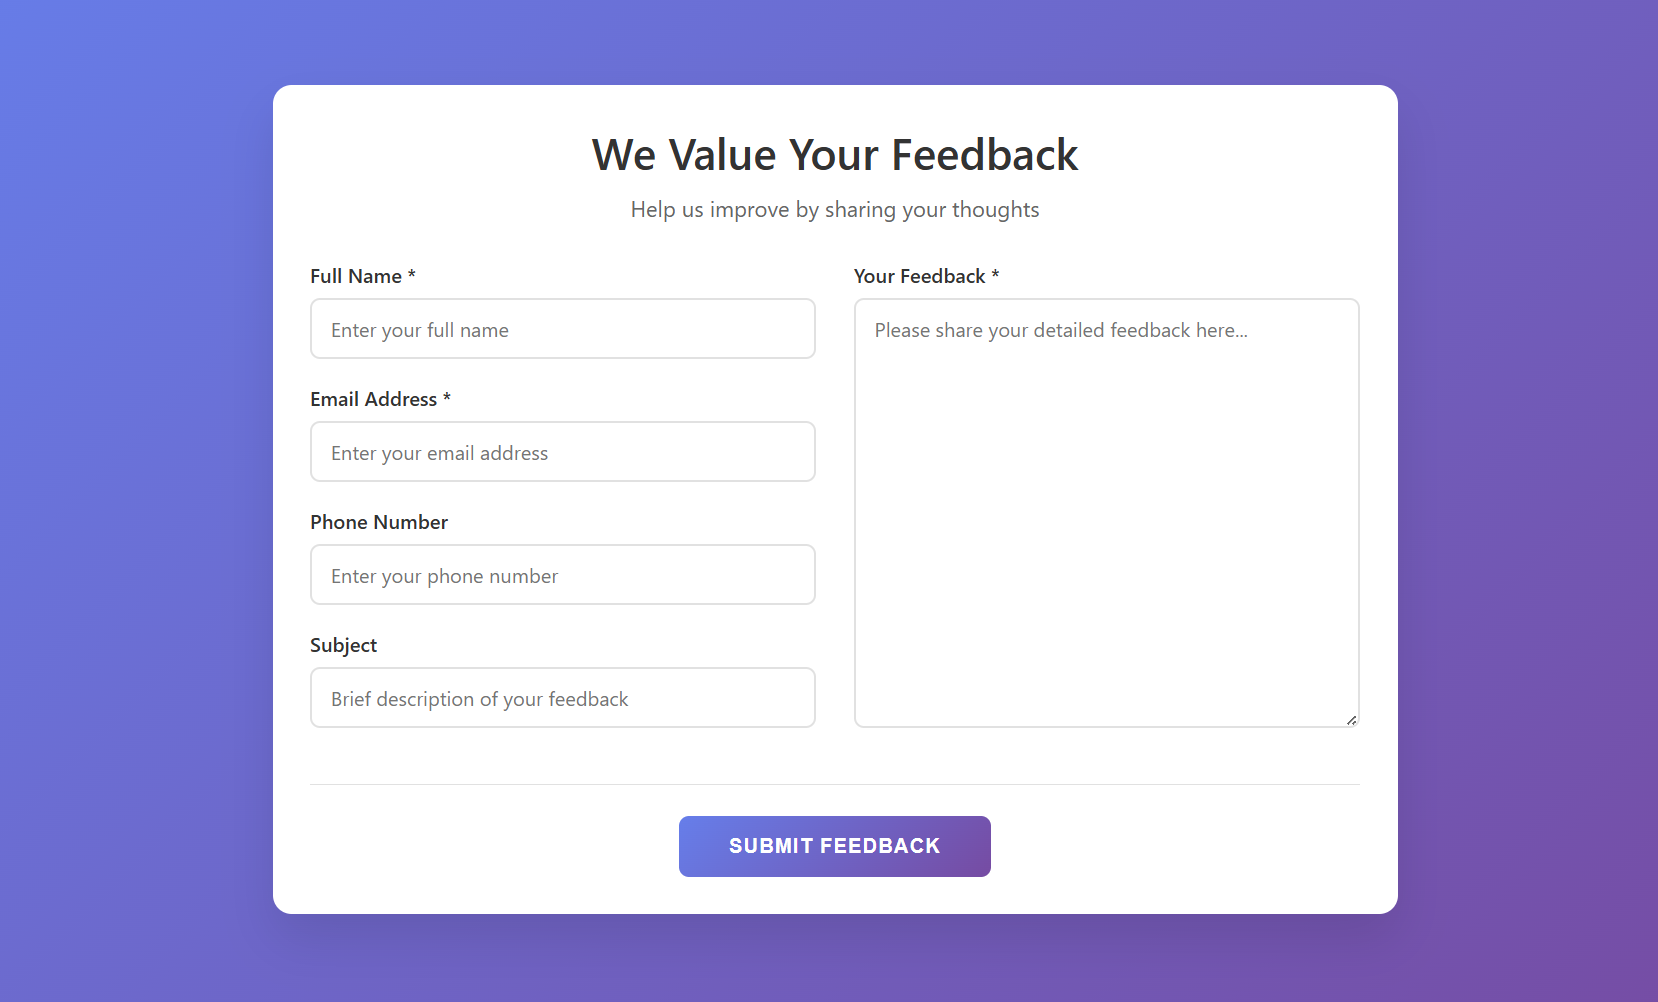 We Value Your Feedback
Help us improve by sharing your thoughts
Full Name *
Enter your full name
Email Address *
Enter your email address
Phone Number
Enter your phone number
Subject
Brief description of your feedback
Your Feedback *
Please share your detailed feedback here...
SUBMIT FEEDBACK